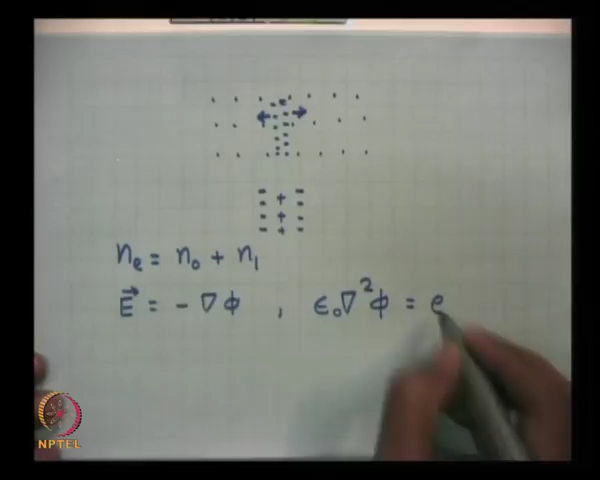 nₑ = n₀ + n₁
E⃗ = - ∇ϕ , ϵ₀∇²ϕ = e
NPTEL